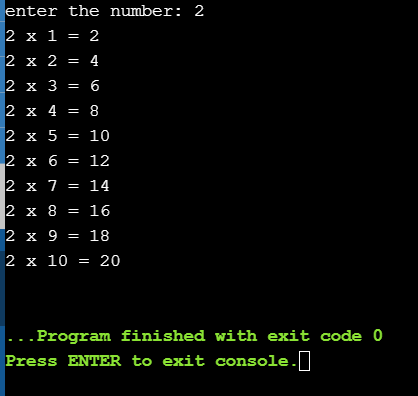 enter the number: 2
2 x 1 = 2
2 x 2 = 4
2 x 3 = 6
2 x 4 = 8
2 x 5 = 10
2 x 6 = 12
2 x 7 = 14
2 x 8 = 16
2 x 9 = 18
2 x 10 = 20
...Program finished with exit code 0
Press ENTER to exit console.